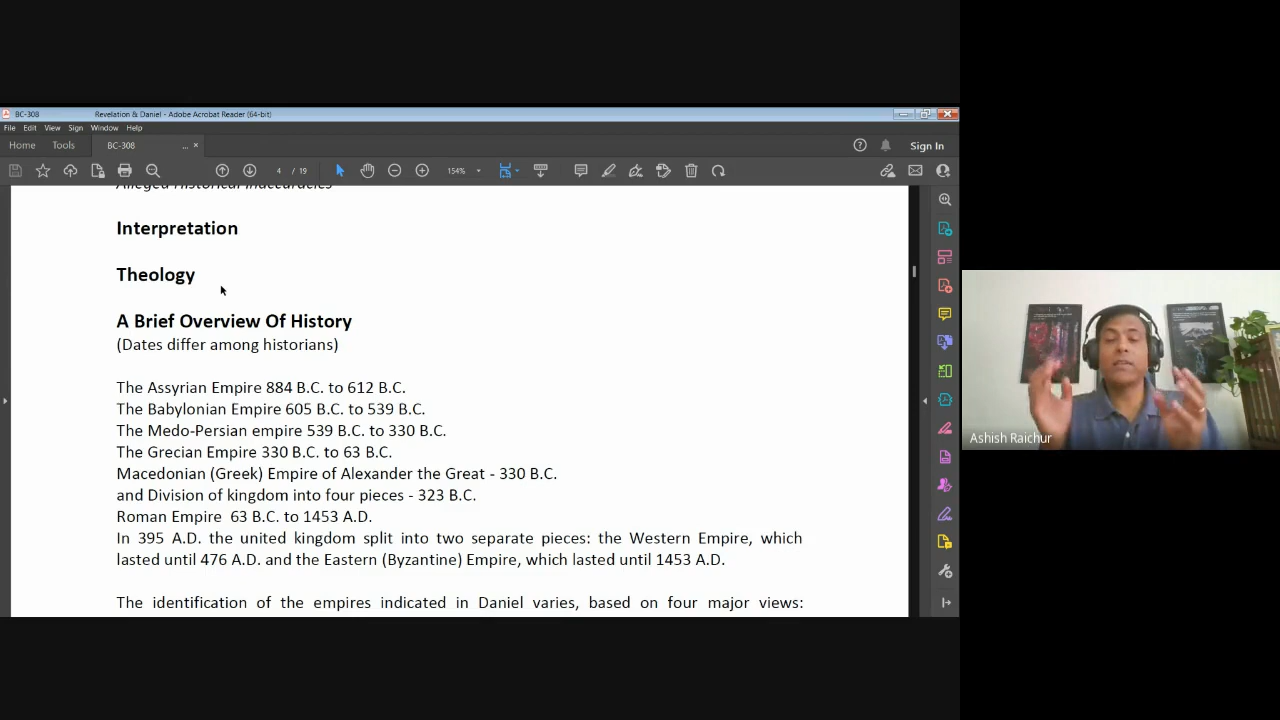 BC-308 Revelation & Daniel - Adobe Acrobat Reader (64-bit)
File Edit View Sign Window Help
Home Tools BC-308 ... × Sign In
4 / 19 154%
Alleged Historical Inaccuracies
Interpretation
Theology
A Brief Overview Of History
(Dates differ among historians)
The Assyrian Empire 884 B.C. to 612 B.C.
The Babylonian Empire 605 B.C. to 539 B.C.
The Medo-Persian empire 539 B.C. to 330 B.C.
The Grecian Empire 330 B.C. to 63 B.C.
Macedonian (Greek) Empire of Alexander the Great - 330 B.C.
and Division of kingdom into four pieces - 323 B.C.
Roman Empire 63 B.C. to 1453 A.D.
In 395 A.D. the united kingdom split into two separate pieces: the Western Empire, which
lasted until 476 A.D. and the Eastern (Byzantine) Empire, which lasted until 1453 A.D.
The identification of the empires indicated in Daniel varies, based on four major views:
Ashish Raichur